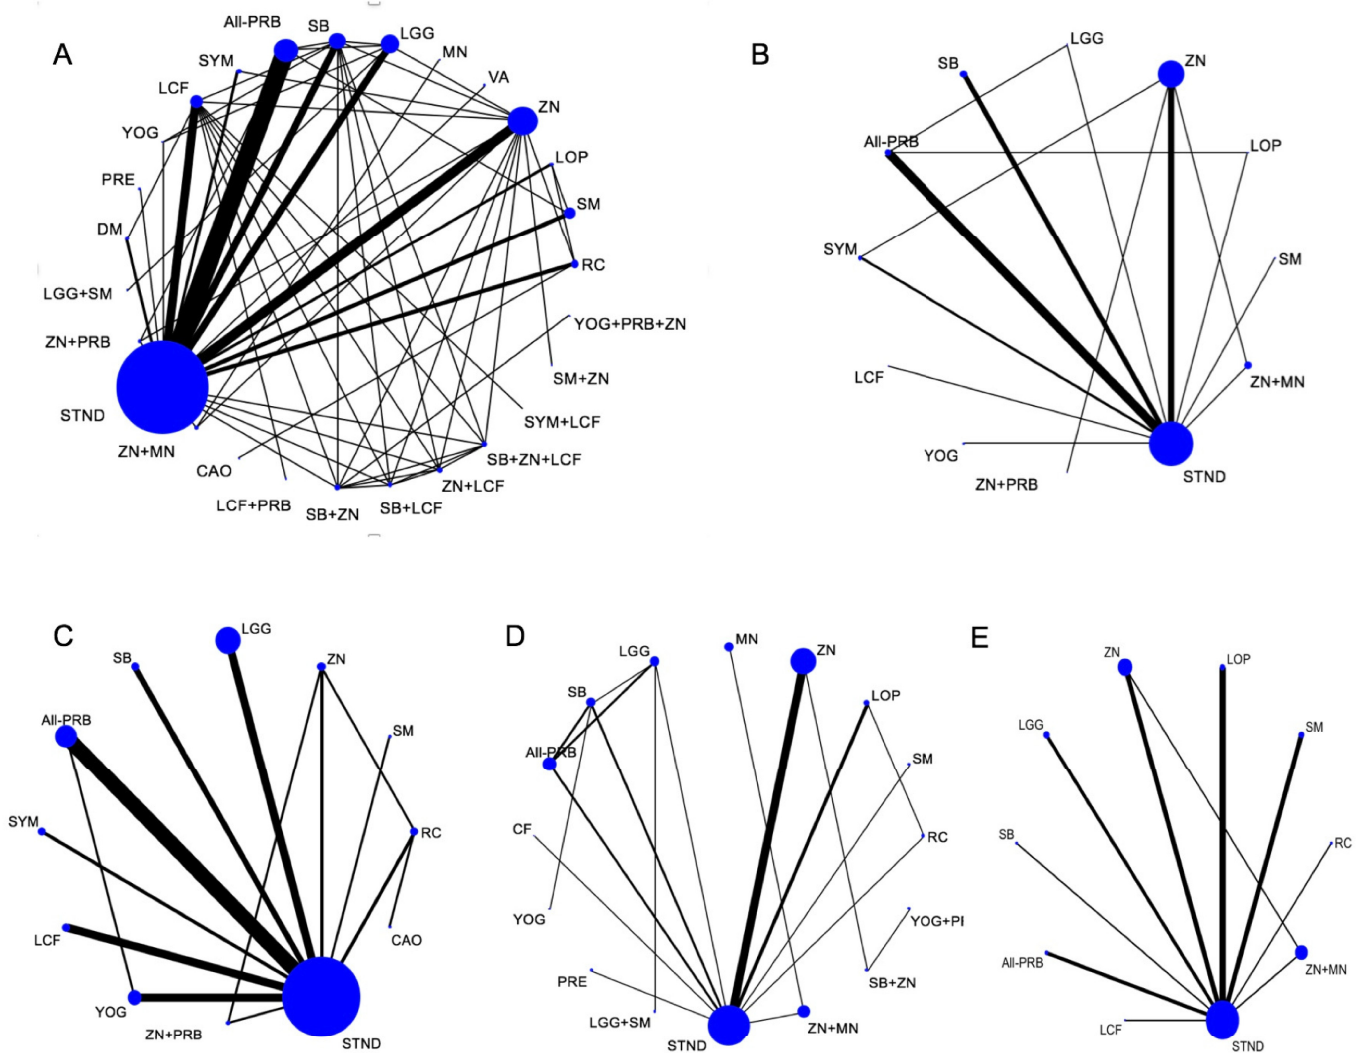 A
All-PRB
SB
LGG
MN
VA
SYM
LCF
ZN
YOG
LOP
PRE
SM
DM
RC
LGG+SM
YOG+PRB+ZN
ZN+PRB
SM+ZN
STND
SYM+LCF
ZN+MN
SB+ZN+LCF
CAO
ZN+LCF
LCF+PRB
SB+ZN
SB+LCF
B
LGG
SB
ZN
All-PRB
LOP
SYM
SM
LCF
ZN+MN
YOG
ZN+PRB
STND
C
LGG
SB
ZN
All-PRB
SM
SYM
RC
LCF
CAO
YOG
ZN+PRB
STND
D
MN
LGG
ZN
SB
LOP
All-PRB
SM
CF
RC
YOG
YOG+PI
PRE
SB+ZN
LGG+SM
ZN+MN
STND
E
ZN
LOP
LGG
SM
SB
RC
All-PRB
ZN+MN
LCF
STND